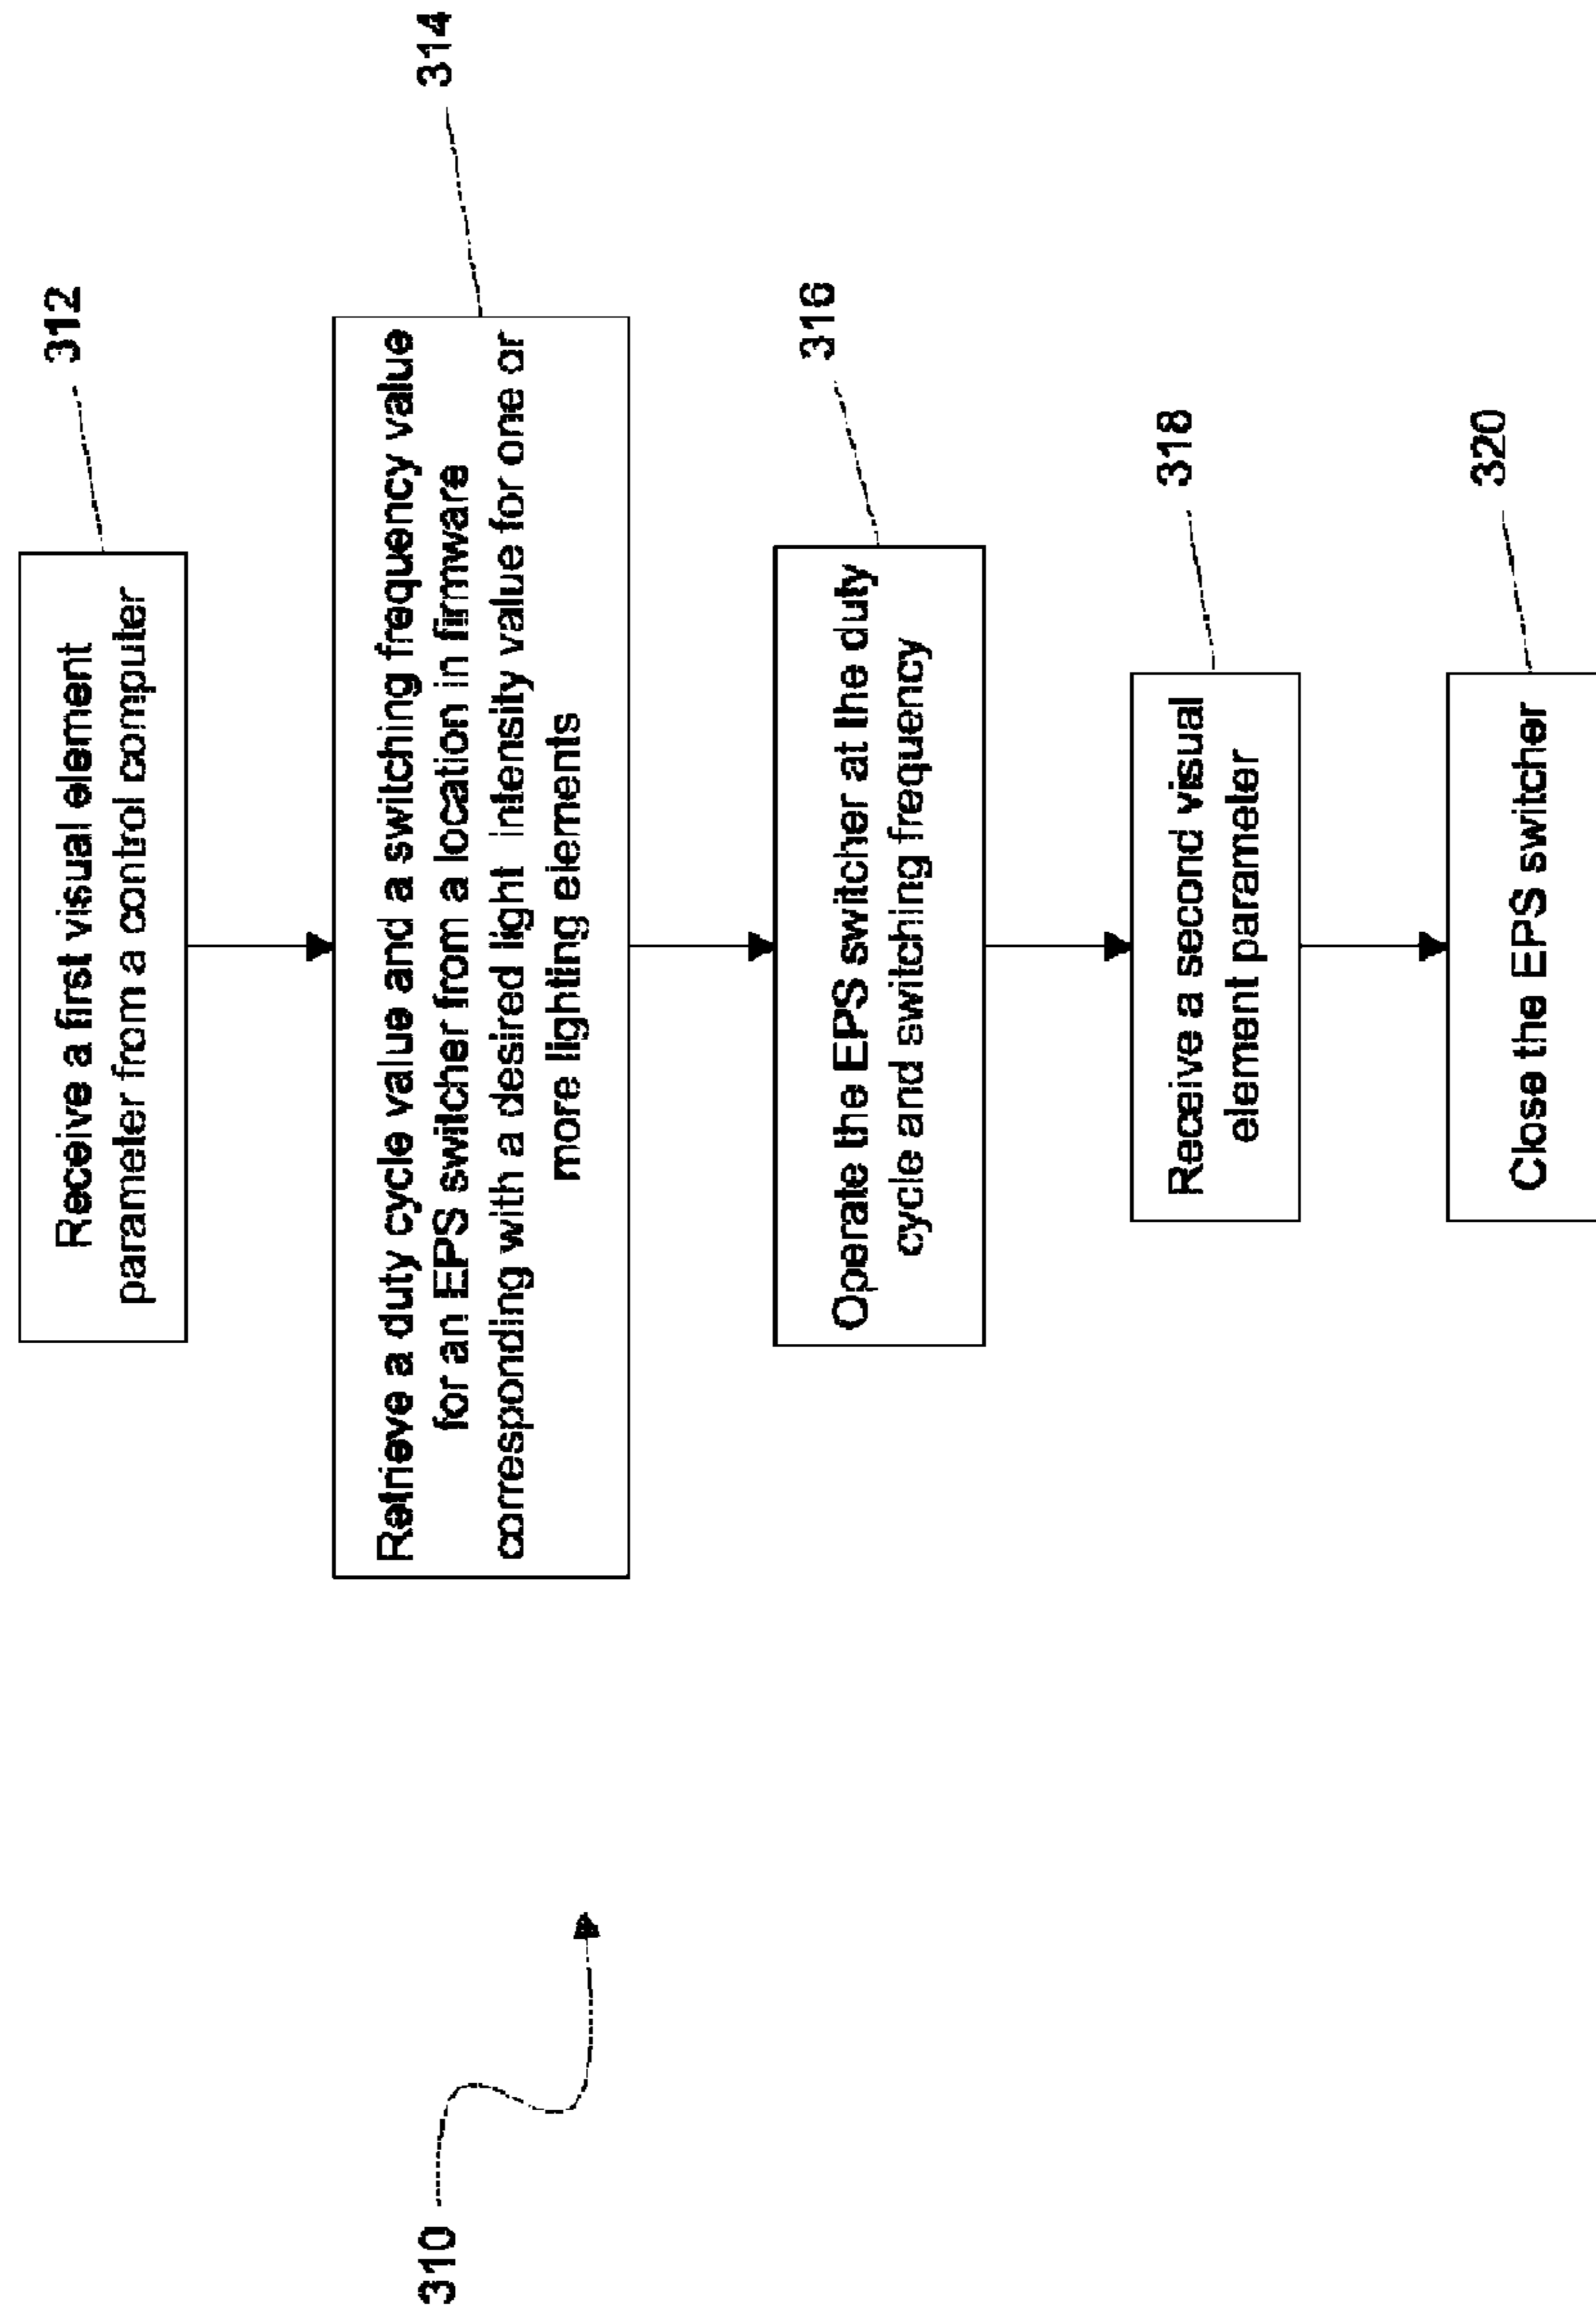 312
Receive a first visual element
parameter from a control computer
314
Retrieve a duty cycle value and a switching frequency value
for an EPS switcher from a location in firmware
corresponding with a desired light intensity value for one or
more lighting elements
316
Operate the EPS switcher at the duty
cycle and switching frequency
318
Receive a second visual
element parameter
320
Close the EPS switcher
310